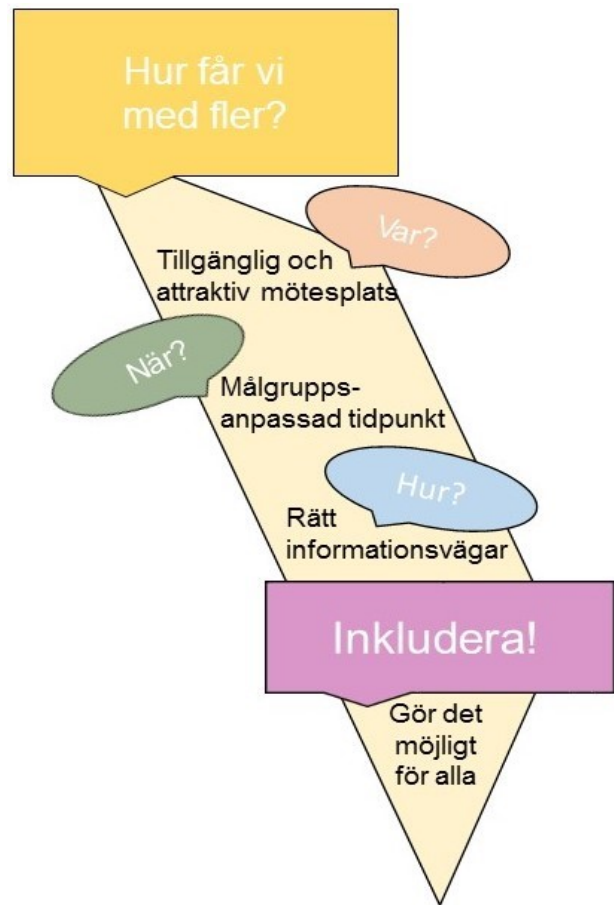 Hur får vi
med fler?
Var?
Tillgänglig och
attraktiv mötesplats
När?
Målgrupps-
anpassad tidpunkt
Hur?
Rätt
informationsvägar
Inkludera!
Gör det
möjligt
för alla